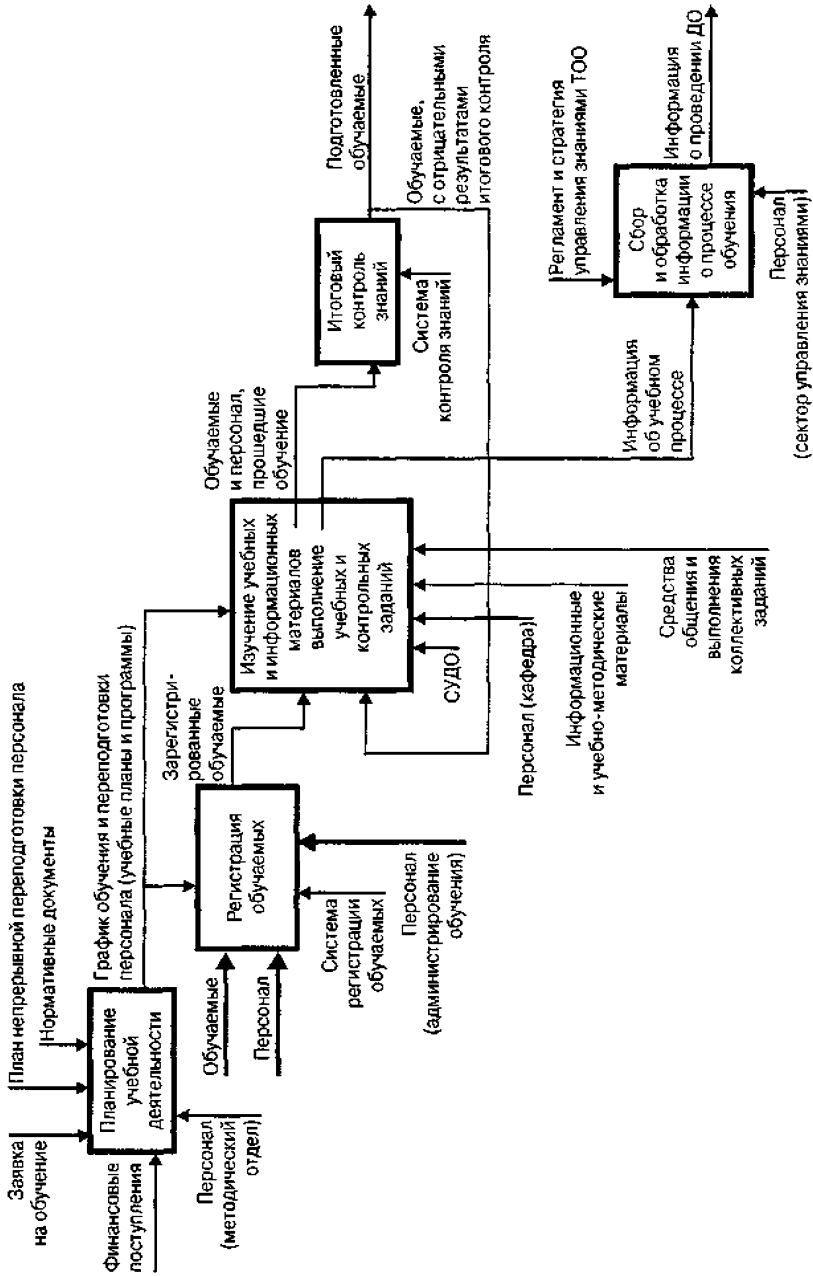 Заявка
на обучение
План непрерывной переподготовки персонала
Нормативные документы
Финансовые
поступления
Планирование
учебной
деятельности
Персонал
(методический
отдел)
График обучения и переподготовки
персонала (учебные планы и программы)
Обучаемые
Персонал
Регистрация
обучаемых
Система
регистрации
обучаемых
Персонал
(администрирование
обучения)
Зарегистри-
рованные
обучаемые
Изучение учебных
и информационных
материалов
выполнение
учебных и
контрольных
заданий
СУДО
Персонал (кафедра)
Информационные
и учебно-методические
материалы
Средства
общения и
выполнения
коллективных
заданий
Обучаемые
и персонал,
прошедшие
обучение
Итоговый
контроль
знаний
Система
контроля знаний
Подготовленные
обучаемые
Обучаемые,
с отрицательными
результатами
итогового контроля
Информация
об учебном
процессе
Регламент и стратегия
управления знаниями ТОО
Сбор
и обработка
информации
о процессе
обучения
Персонал
(сектор управления знаниями)
Информация
о проведении ДО